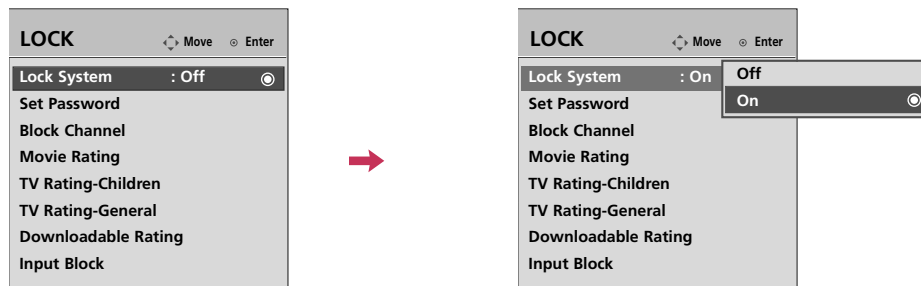 LOCK Move Enter
Lock System : Off
Set Password
Block Channel
Movie Rating
TV Rating-Children
TV Rating-General
Downloadable Rating
Input Block
LOCK Move Enter
Lock System : On
Off
On
Set Password
Block Channel
Movie Rating
TV Rating-Children
TV Rating-General
Downloadable Rating
Input Block